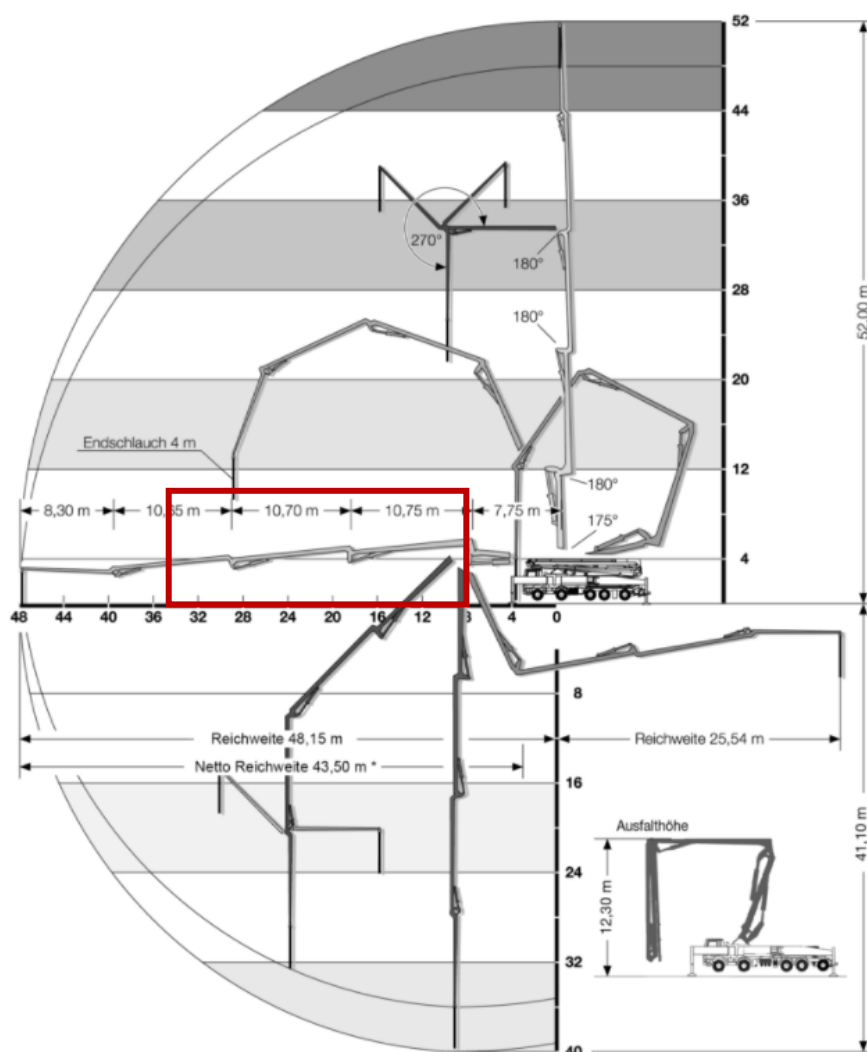 52
44
36
270°
180°
28
180°
52,00 m
20
Endschlauch 4 m
12
180°
8,30 m 10,65 m 10,70 m 10,75 m 7,75 m
175°
4
48 44 40 36 32 28 24 20 16 12 8 4 0
8
Reichweite 48,15 m Reichweite 25,54 m
Netto Reichweite 43,50 m *
16
Ausfalthöhe
41,10 m
24
12,30 m
32
40